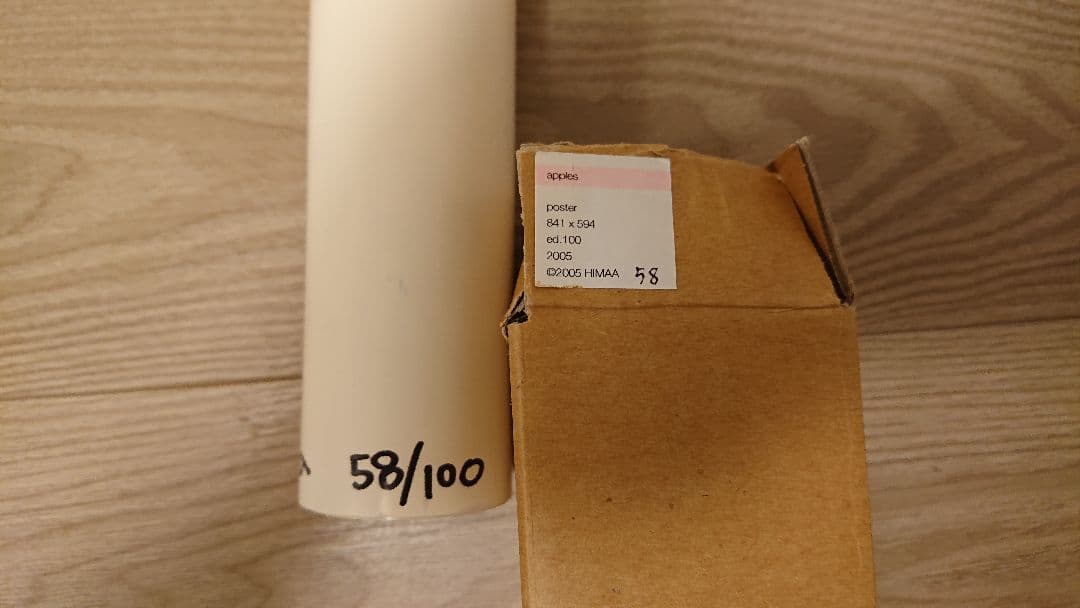 apples
poster
841 x 594
ed.100
2005
©2005 HIMAA 58
58/100